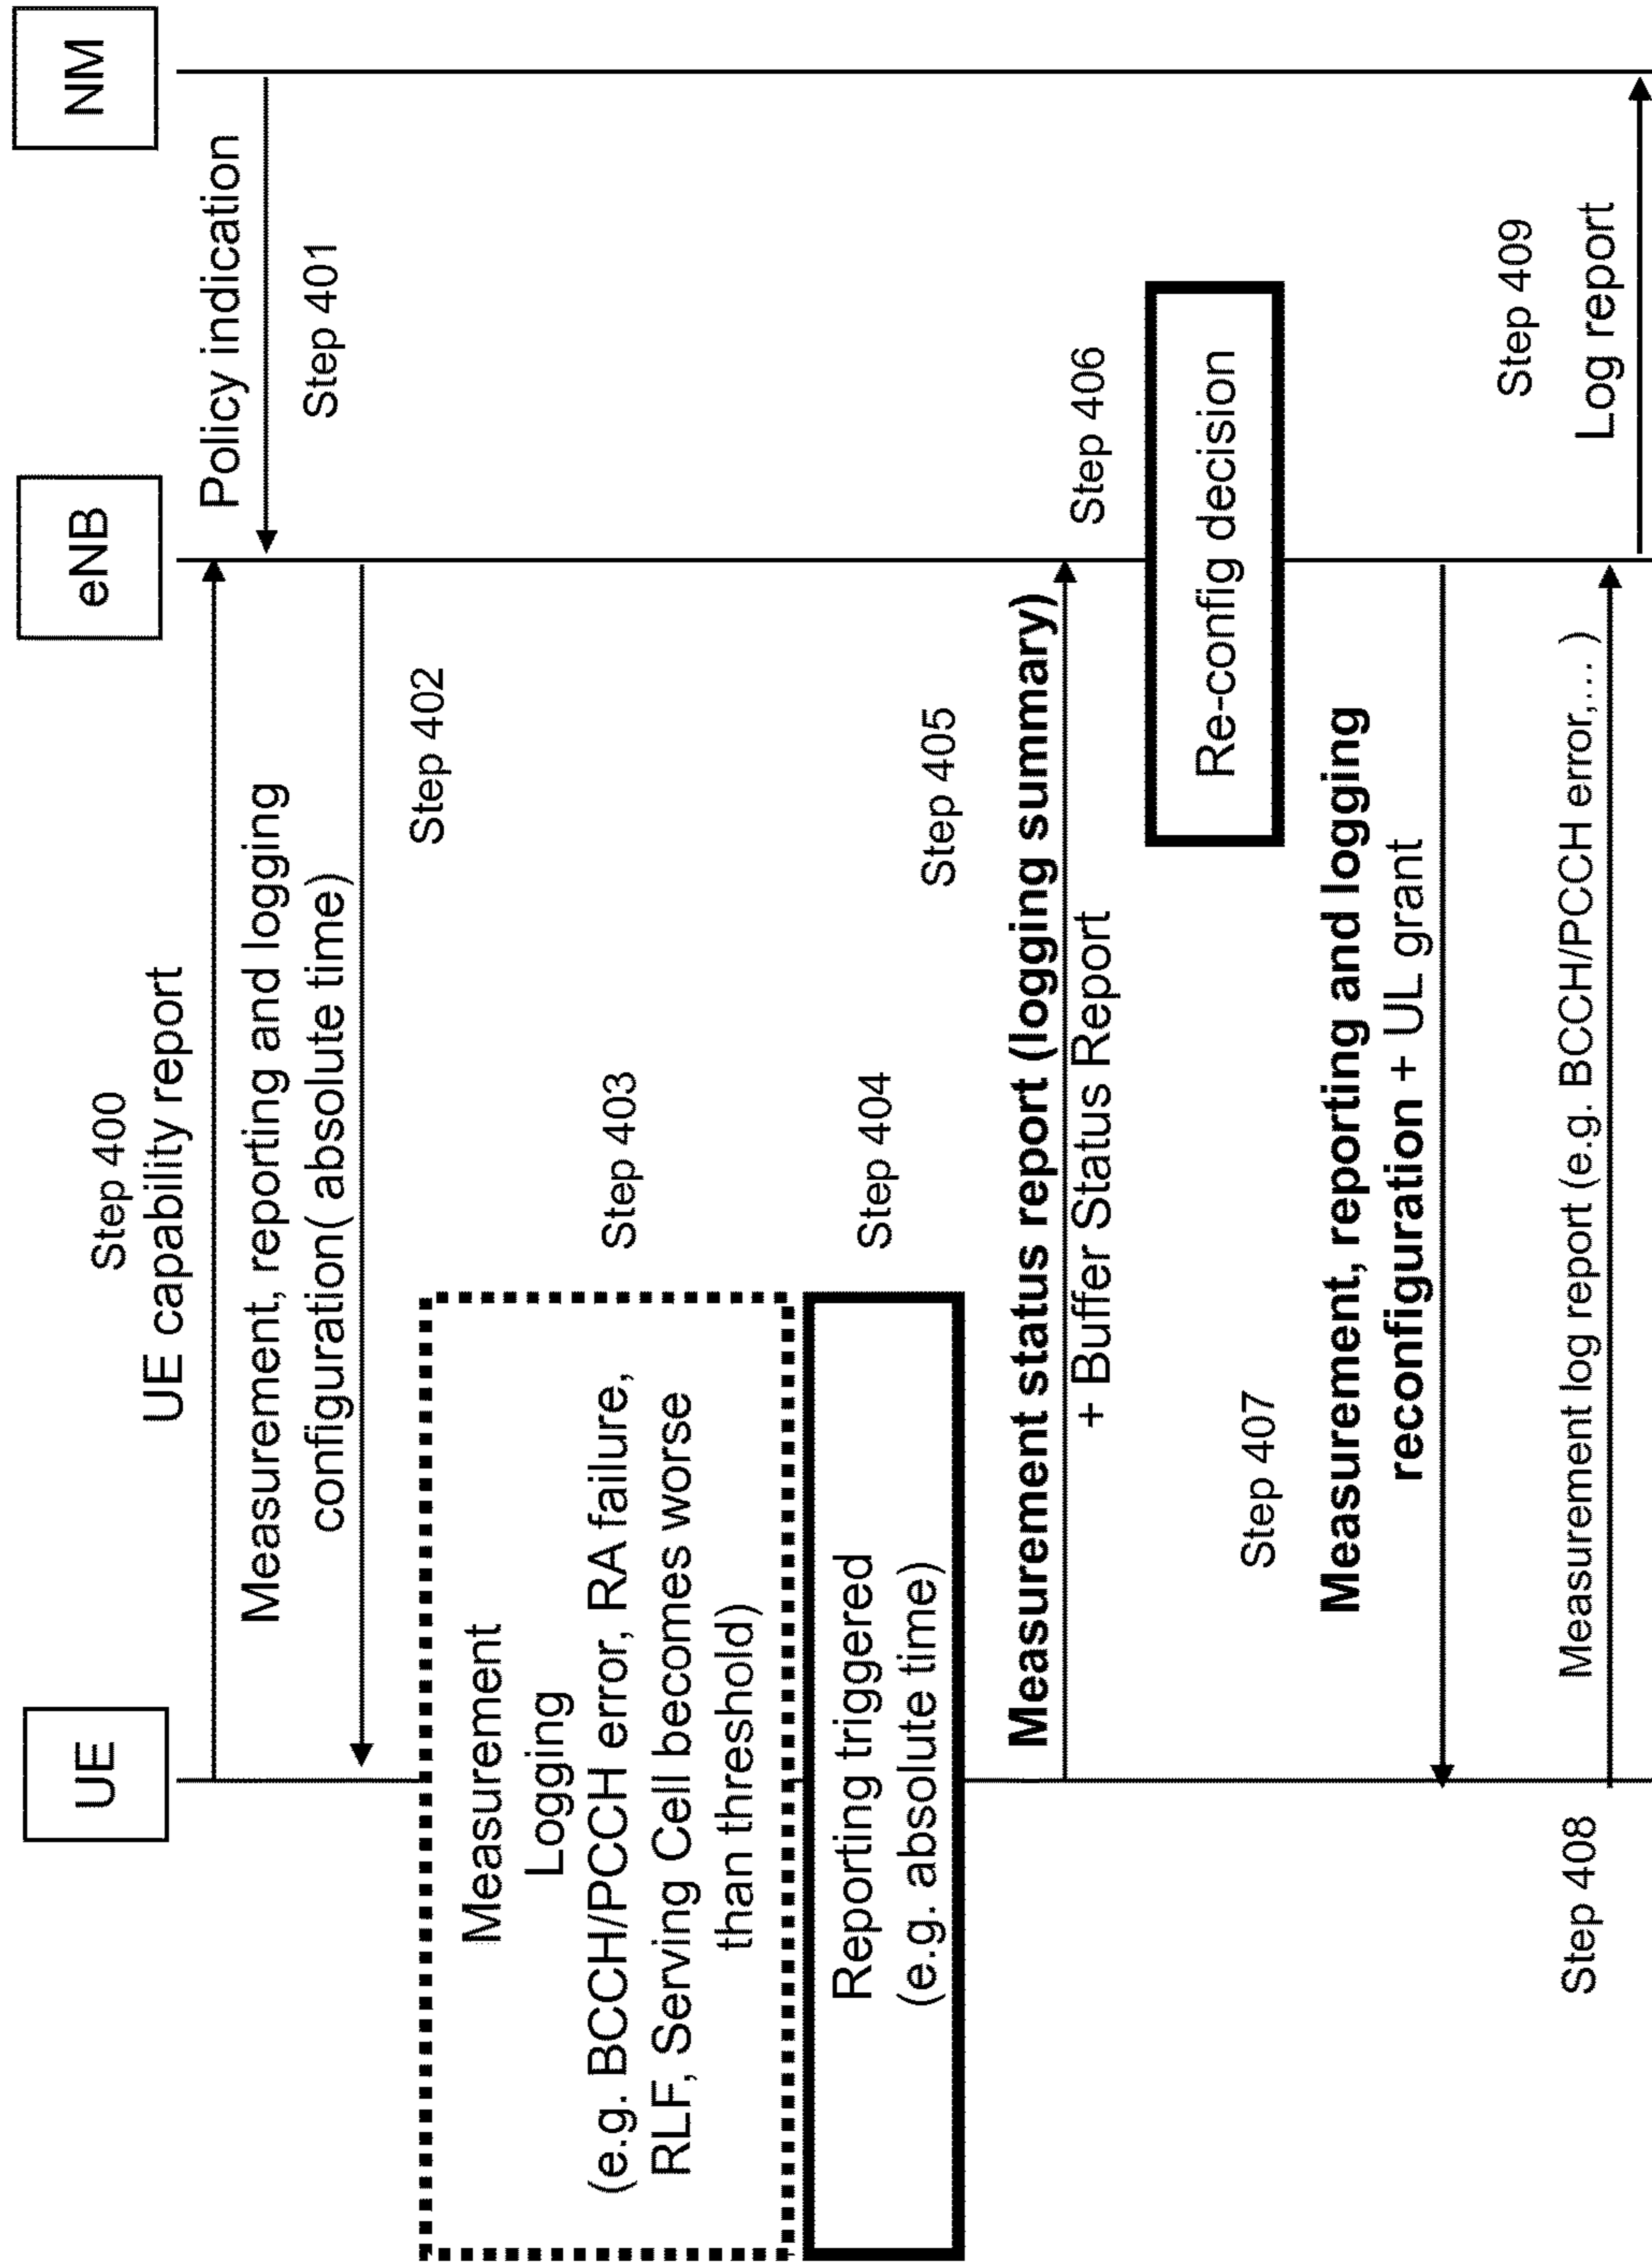 UE
eNB
NM
Step 400
UE capability report
Policy indication
Step 401
Measurement, reporting and logging
configuration( absolute time)
Step 402
Measurement
Logging
(e.g. BCCH/PCCH error, RA failure,
RLF, Serving Cell becomes worse
than threshold)
Step 403
Reporting triggered
(e.g. absolute time)
Step 404
Step 405
Measurement status report (logging summary)
+ Buffer Status Report
Step 406
Re-config decision
Step 407
Measurement, reporting and logging
reconfiguration + UL grant
Step 408
Measurement log report (e.g. BCCH/PCCH error,... )
Step 409
Log report